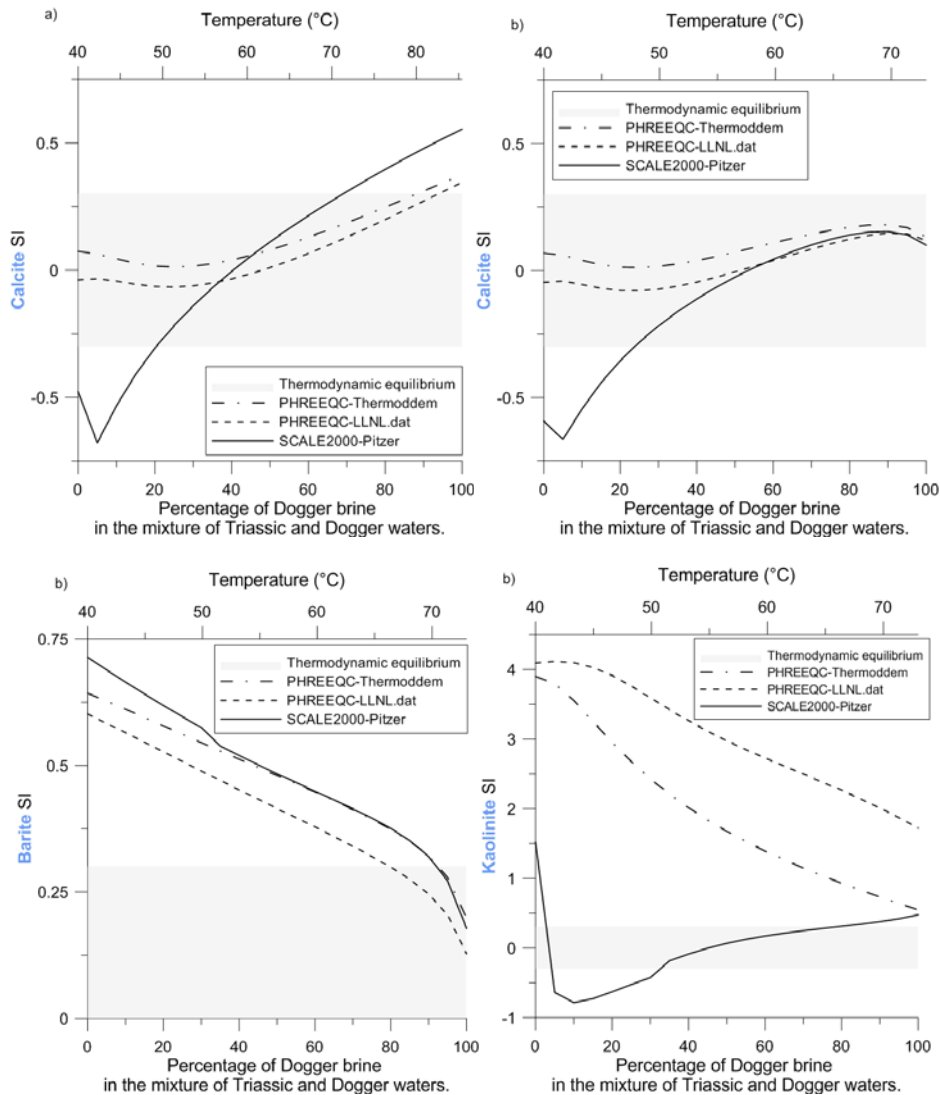 a)
Temperature (°C)
40 50 60 70 80
0.5
0
-0.5
Calcite SI
Thermodynamic equilibrium
PHREEQC-Thermoddem
PHREEQC-LLNL.dat
SCALE2000-Pitzer
0 20 40 60 80 100
Percentage of Dogger brine
in the mixture of Triassic and Dogger waters.
b)
Temperature (°C)
40 50 60 70
Thermodynamic equilibrium
PHREEQC-Thermoddem
PHREEQC-LLNL.dat
SCALE2000-Pitzer
0.5
0
-0.5
Calcite SI
0 20 40 60 80 100
Percentage of Dogger brine
in the mixture of Triassic and Dogger waters.
b)
Temperature (°C)
40 50 60 70
Thermodynamic equilibrium
PHREEQC-Thermoddem
PHREEQC-LLNL.dat
SCALE2000-Pitzer
0.75
0.5
0.25
0
Barite SI
0 20 40 60 80 100
Percentage of Dogger brine
in the mixture of Triassic and Dogger waters.
b)
Temperature (°C)
40 50 60 70
Thermodynamic equilibrium
PHREEQC-Thermoddem
PHREEQC-LLNL.dat
SCALE2000-Pitzer
4
3
2
1
0
-1
Kaolinite SI
0 20 40 60 80 100
Percentage of Dogger brine
in the mixture of Triassic and Dogger waters.